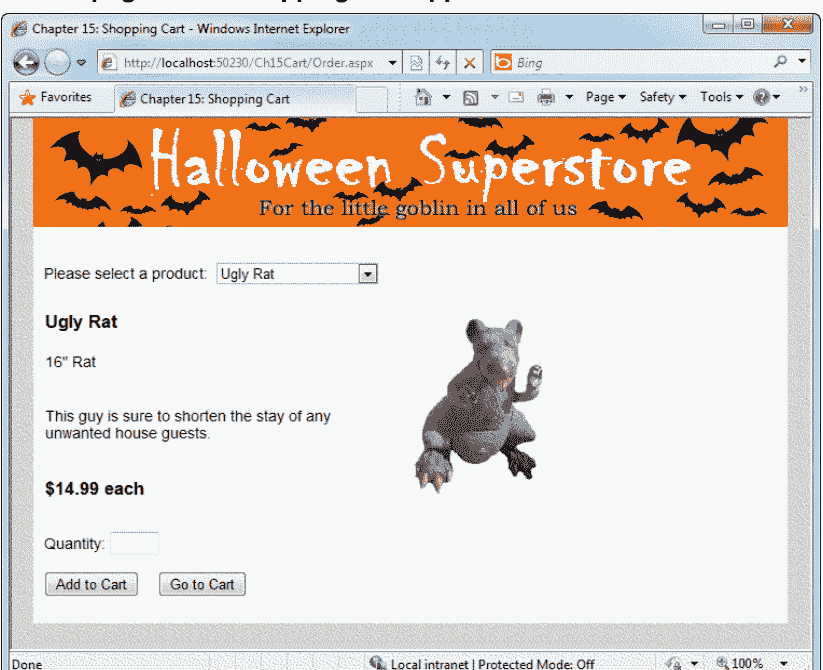 Chapter 15: Shopping Cart - Windows Internet Explorer
http://localhost:50230/Ch15Cart/Order.aspx
Bing
Favorites
Chapter 15: Shopping Cart
Page
Safety
Tools
Halloween Superstore
For the little goblin in all of us
Please select a product: Ugly Rat
Ugly Rat
16" Rat
This guy is sure to shorten the stay of any
unwanted house guests.
$14.99 each
Quantity:
Add to Cart
Go to Cart
Done
Local intranet | Protected Mode: Off
100%